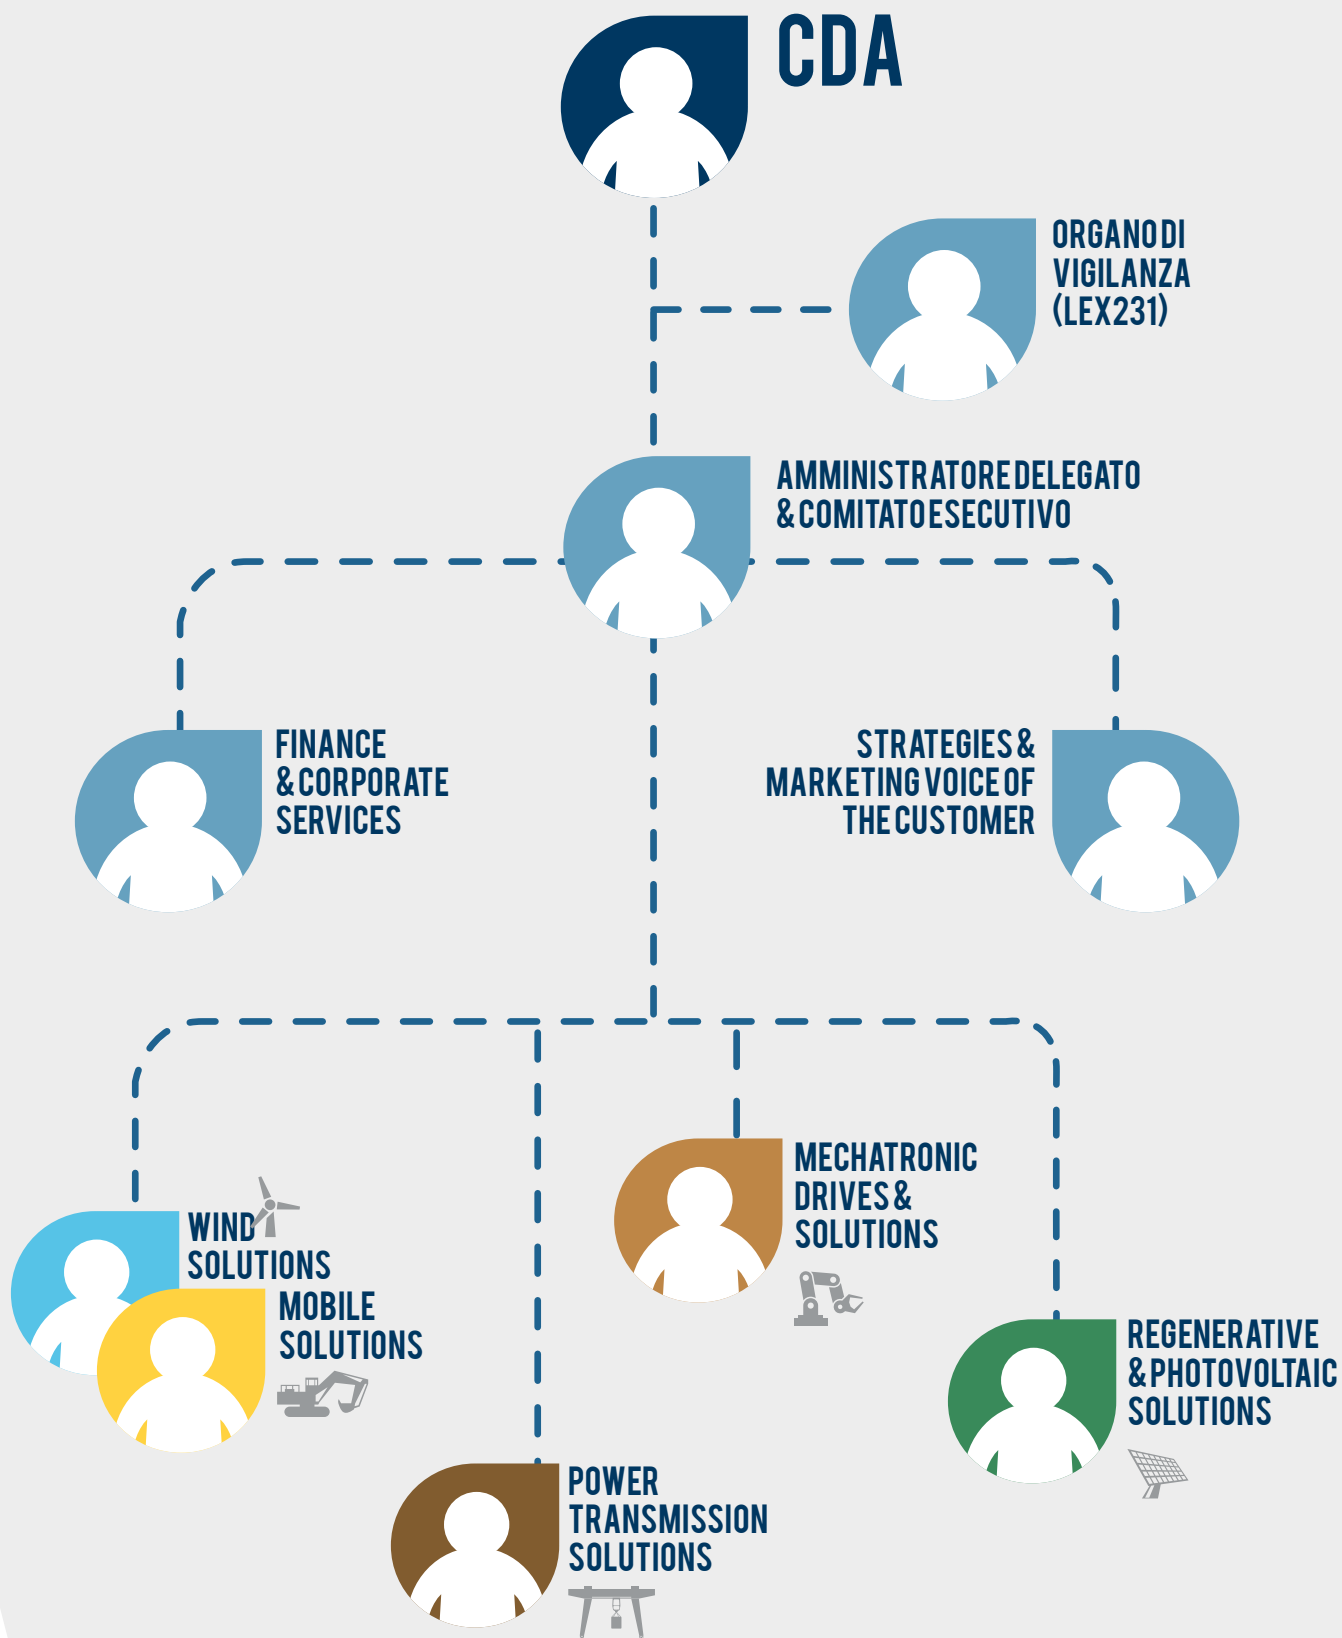 CDA
ORGANO DI
VIGILANZA
(LEX231)
AMMINISTRATORE DELEGATO
& COMITATO ESECUTIVO
FINANCE
& CORPORATE
SERVICES
STRATEGIES &
MARKETING VOICE OF
THE CUSTOMER
WIND
SOLUTIONS
MOBILE
SOLUTIONS
MECHATRONIC
DRIVES &
SOLUTIONS
REGENERATIVE
& PHOTOVOLTAIC
SOLUTIONS
POWER
TRANSMISSION
SOLUTIONS